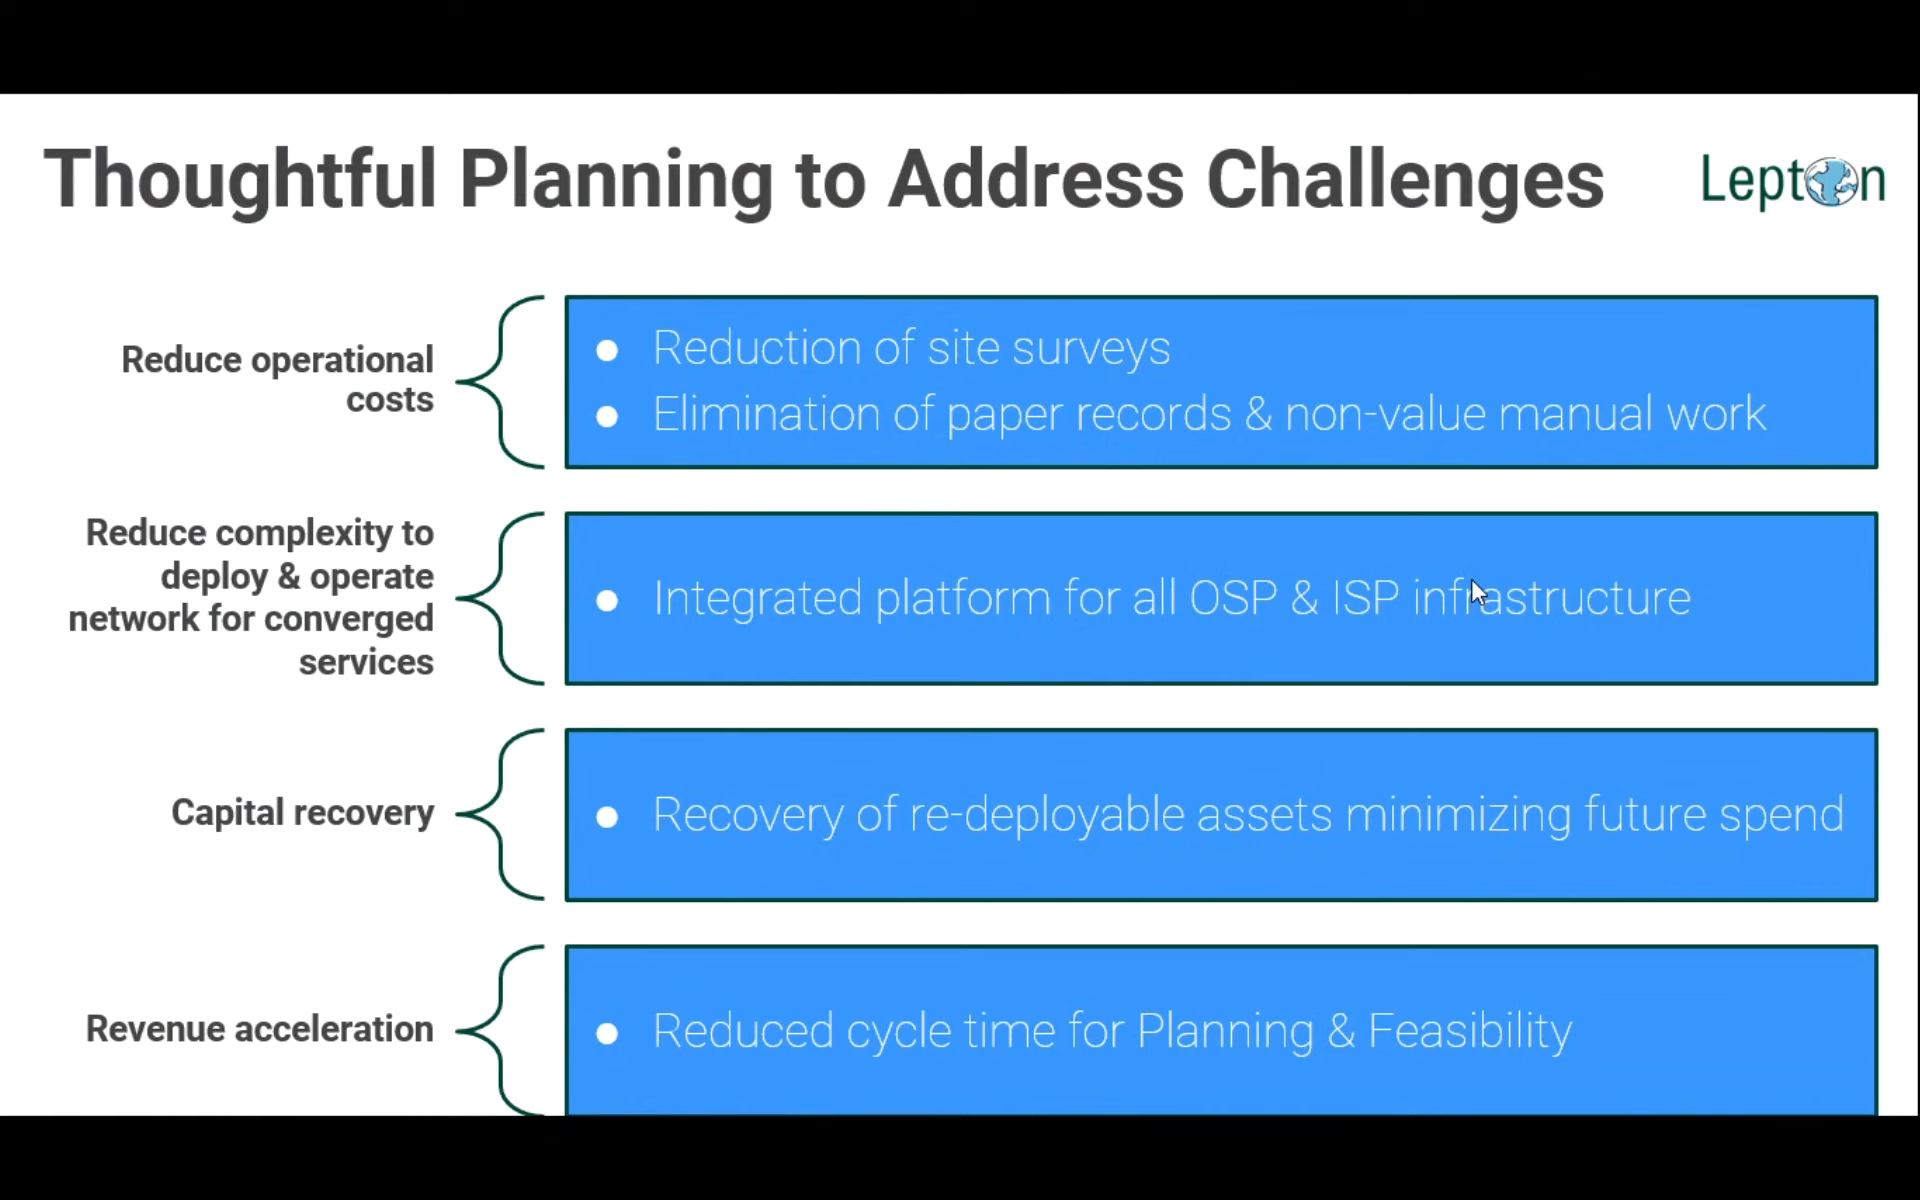 Thoughtful Planning to Address Challenges
Lepton
Reduce operational
costs
Reduction of site surveys
Elimination of paper records & non-value manual work
Reduce complexity to
deploy & operate
network for converged
services
Integrated platform for all OSP & ISP infrastructure
Capital recovery
Recovery of re-deployable assets minimizing future spend
Revenue acceleration
Reduced cycle time for Planning & Feasibility